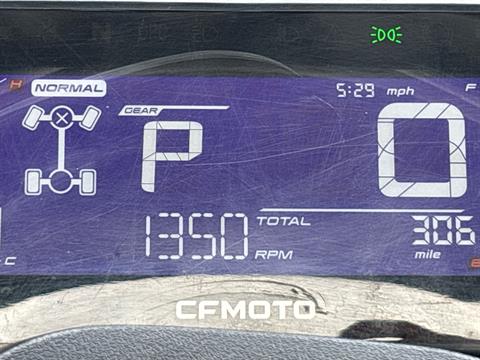 H NORMAL 5:29 mph F
GEAR
P 0
1350 RPM TOTAL 306 mile
C E
CFMOTO